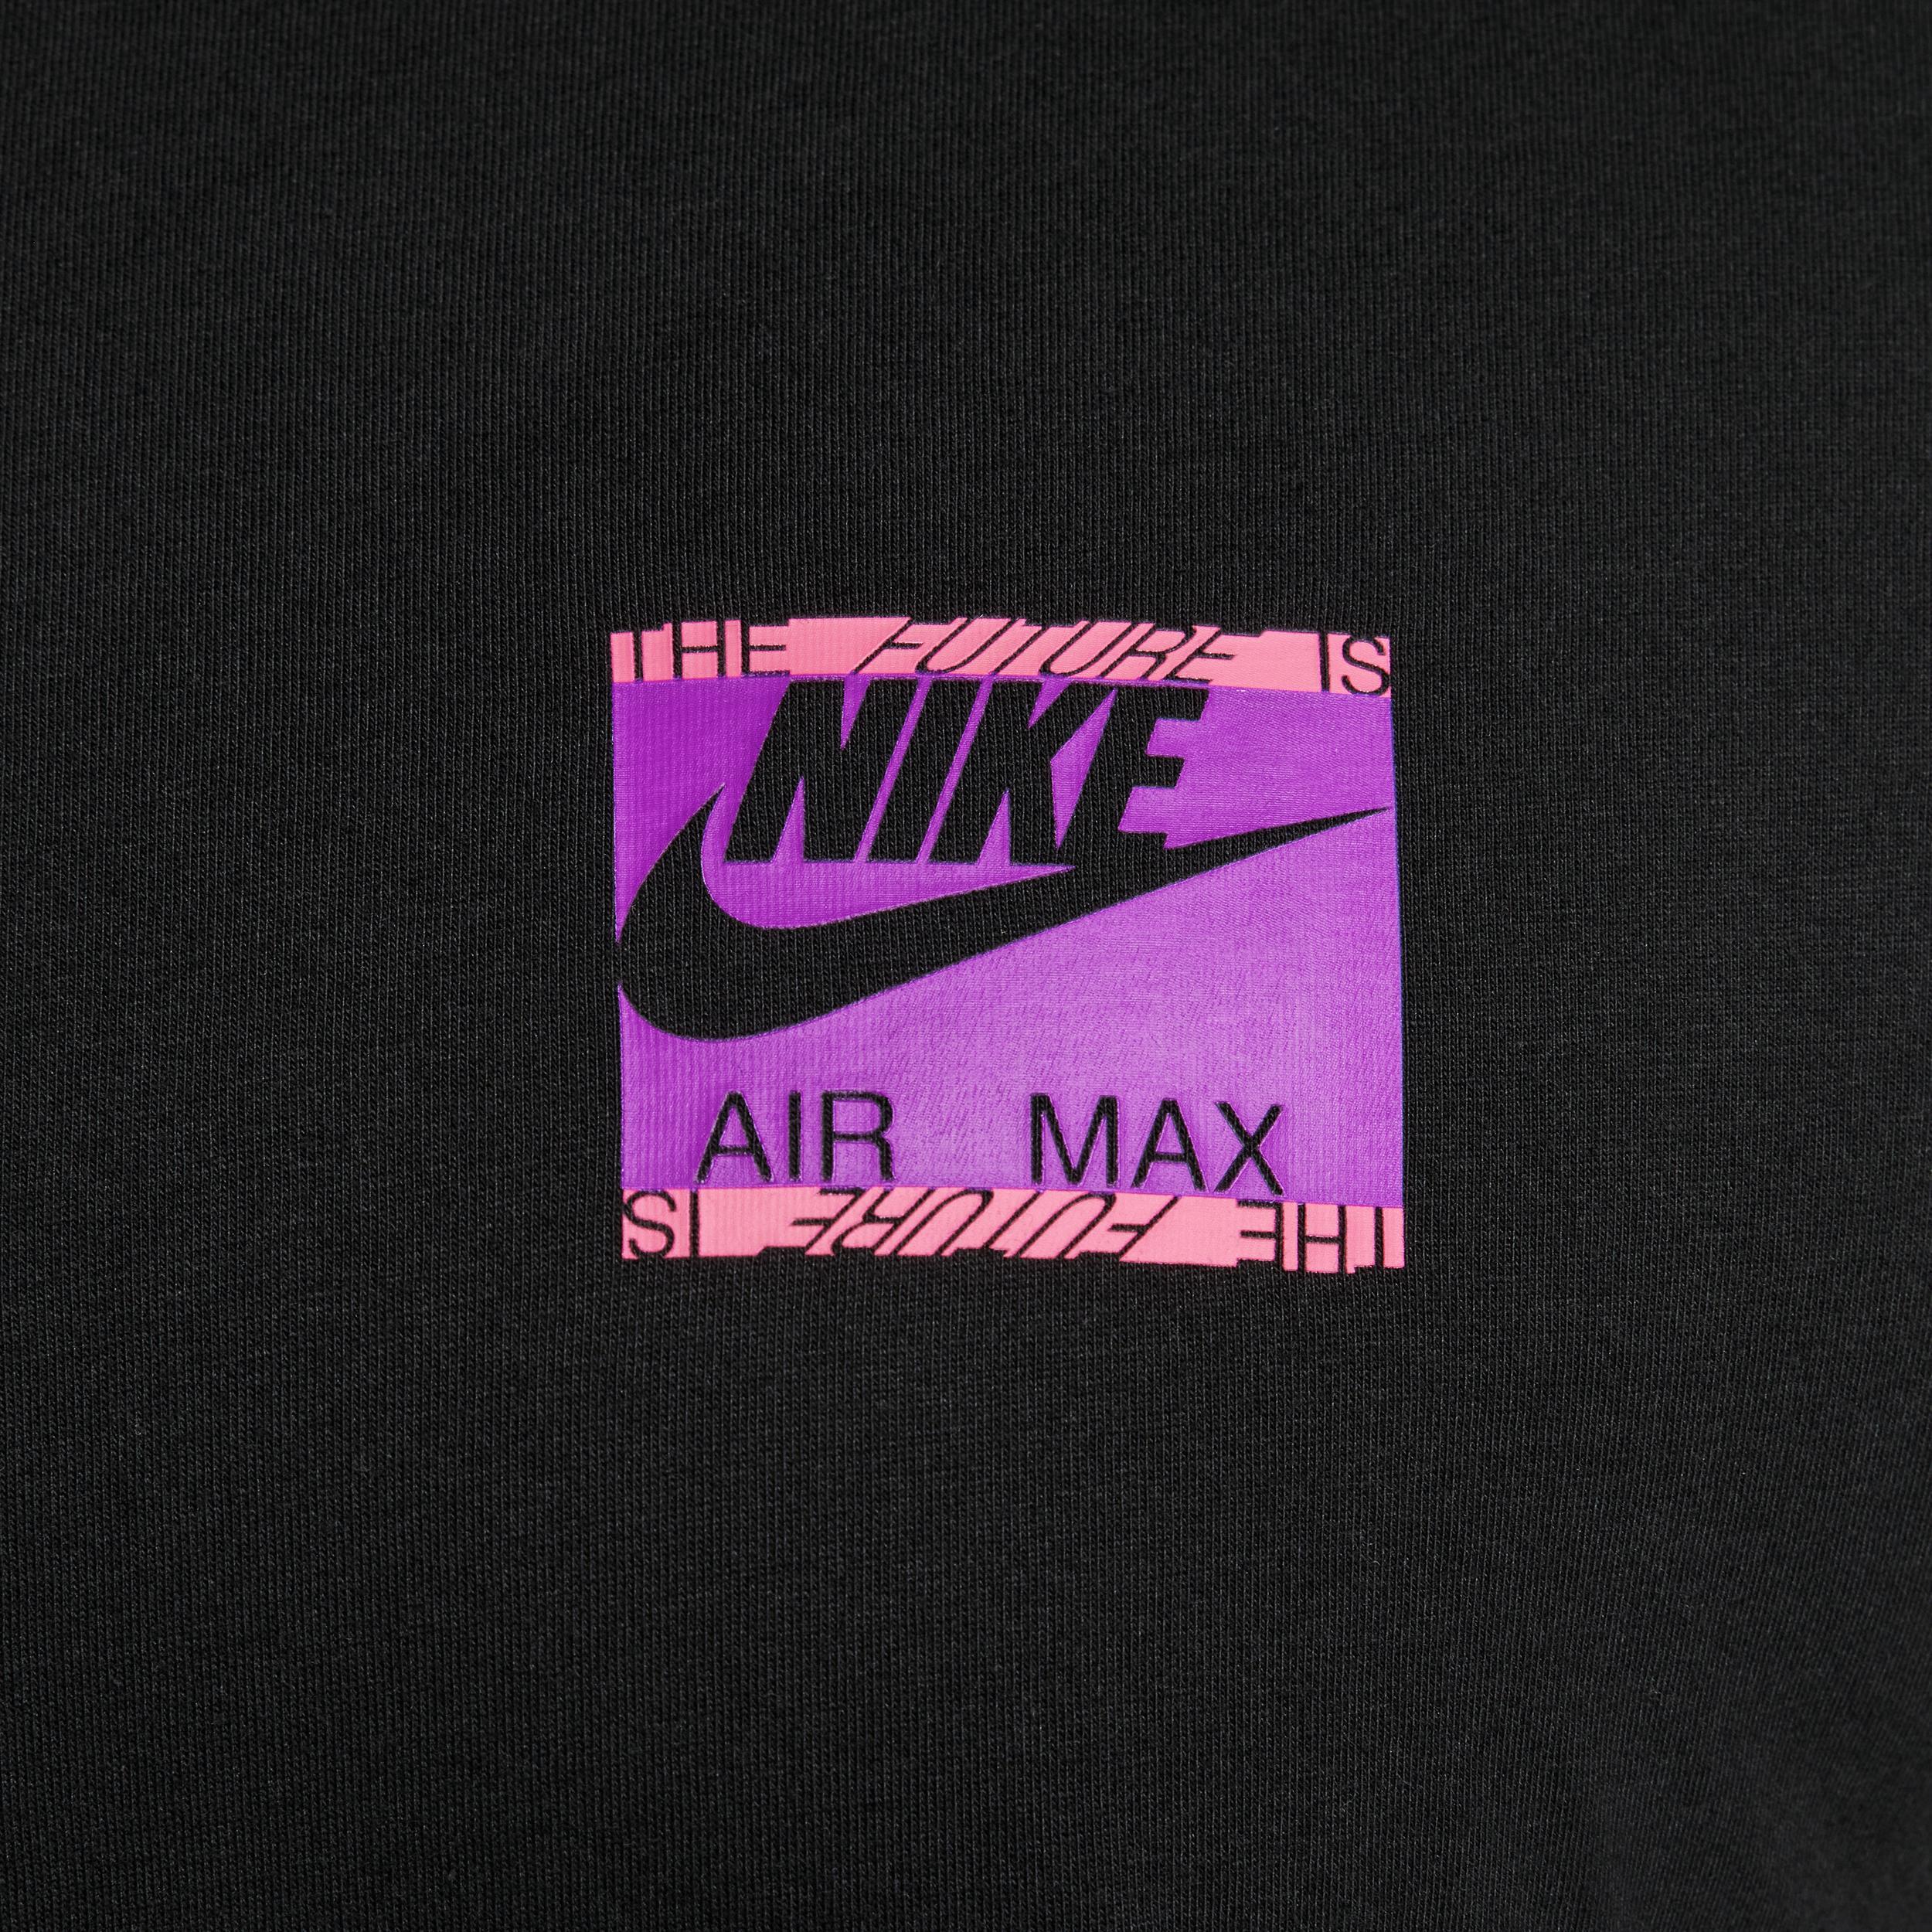 THE FUTURE IS
NIKE
AIR MAX
THE FUTURE IS